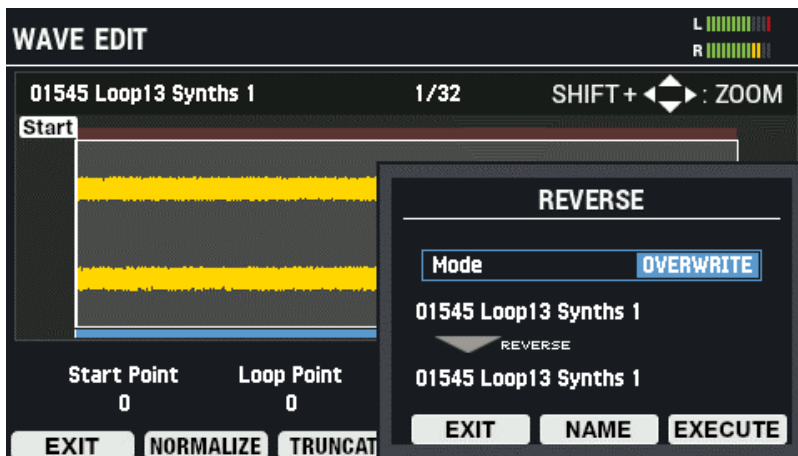 WAVE EDIT
L
R
01545 Loop13 Synths 1 1/32 SHIFT + : ZOOM
Start
REVERSE
Mode OVERWRITE
01545 Loop13 Synths 1
REVERSE
01545 Loop13 Synths 1
Start Point Loop Point
0 0
EXIT NAME EXECUTE
EXIT NORMALIZE TRUNCAT